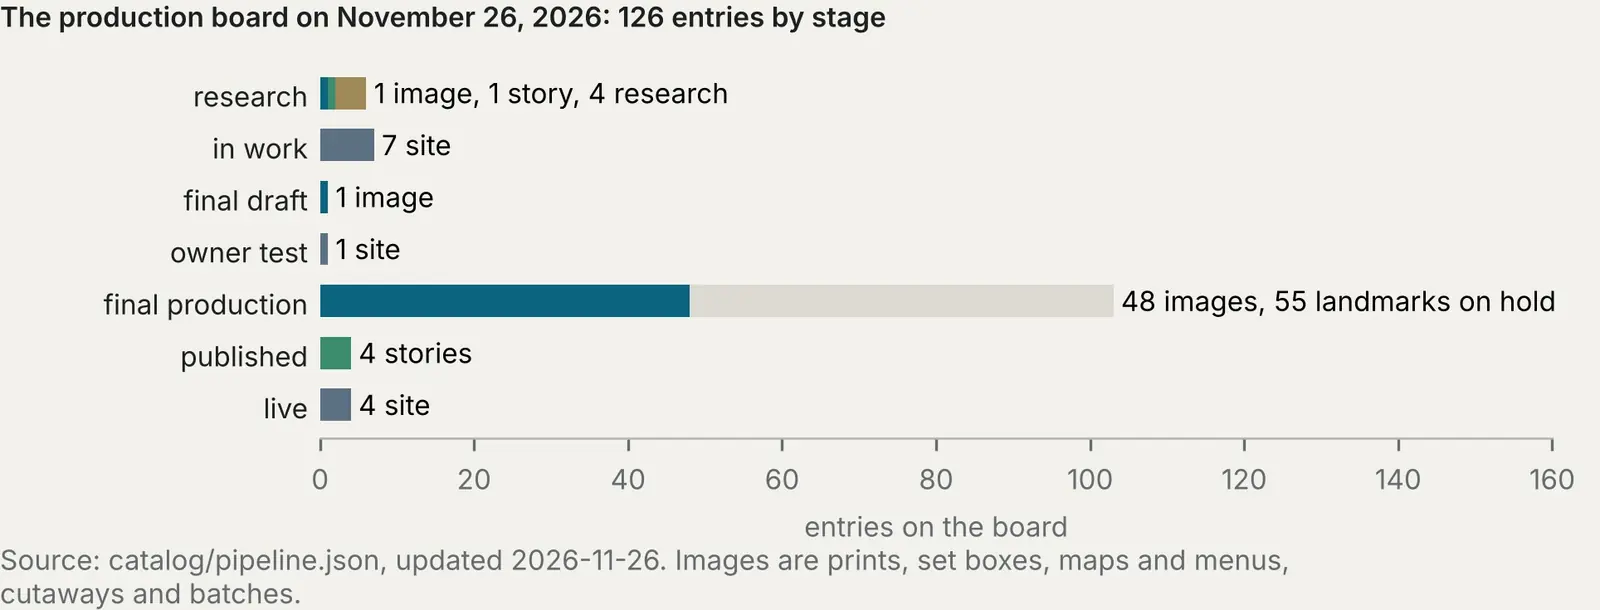 The production board on November 26, 2026: 126 entries by stage
research 1 image, 1 story, 4 research
in work 7 site
final draft 1 image
owner test 1 site
final production 48 images, 55 landmarks on hold
published 4 stories
live 4 site
0 20 40 60 80 100 120 140 160
entries on the board
Source: catalog/pipeline.json, updated 2026-11-26. Images are prints, set boxes, maps and menus,
cutaways and batches.